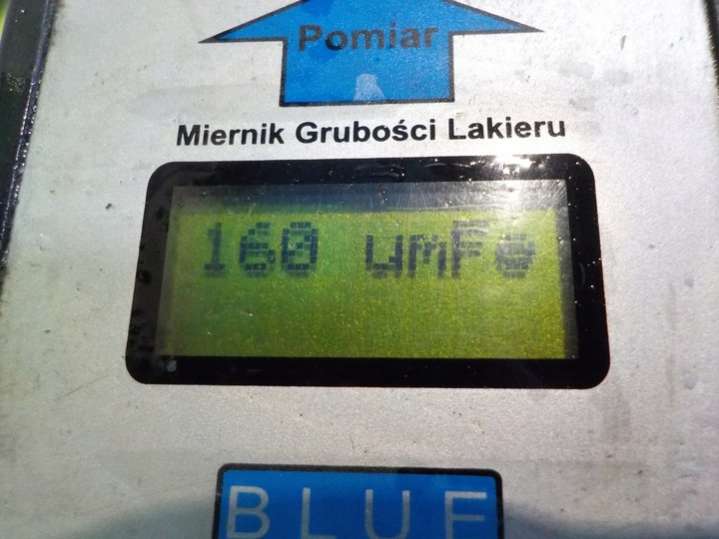 Pomiar
Miernik Grubości Lakieru
160 umFe
BLUE